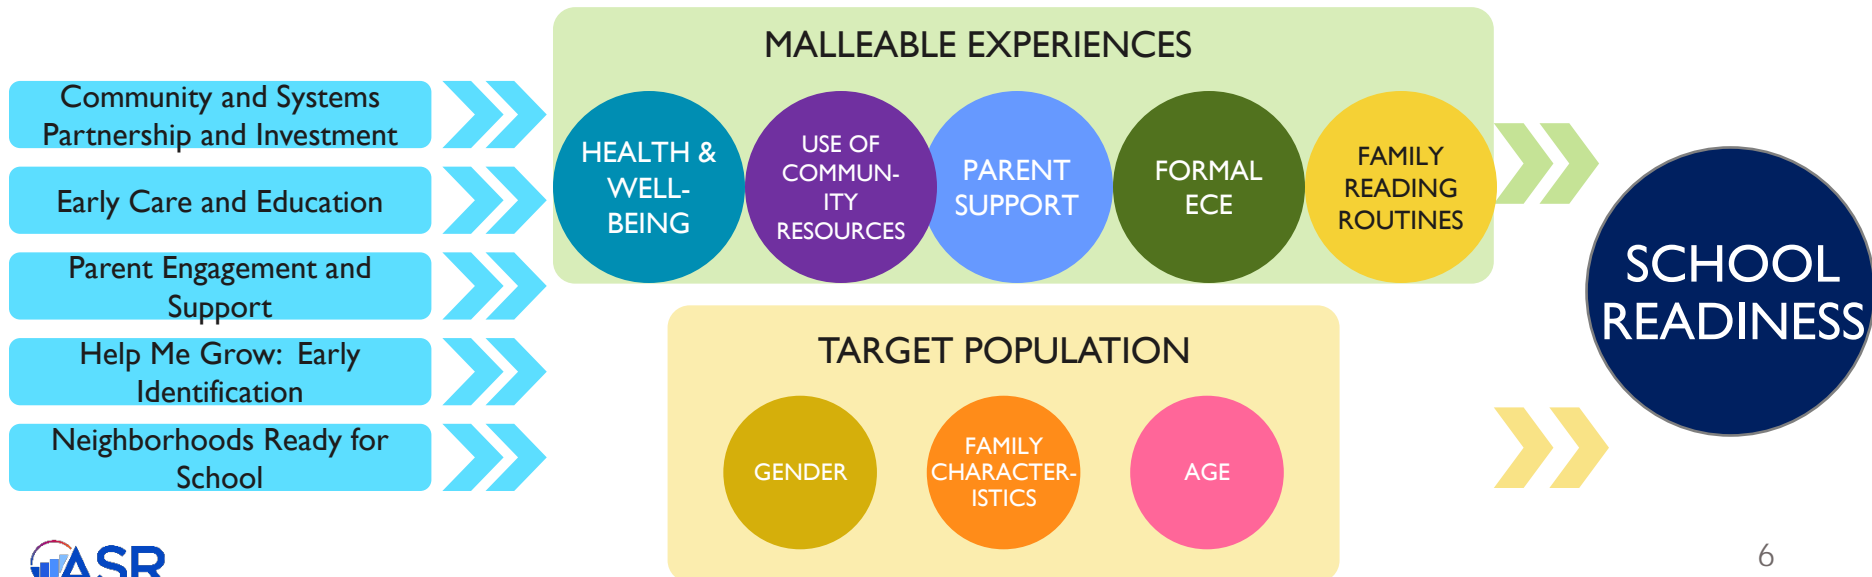 MALLEABLE EXPERIENCES
Community and Systems
Partnership and Investment
Early Care and Education
Parent Engagement and
Support
Help Me Grow: Early
Identification
Neighborhoods Ready for
School
HEALTH &
WELL-
BEING
USE OF
COMMUN-
ITY
RESOURCES
PARENT
SUPPORT
FORMAL
ECE
FAMILY
READING
ROUTINES
TARGET POPULATION
GENDER
FAMILY
CHARACTER-
ISTICS
AGE
SCHOOL
READINESS
ASR
6